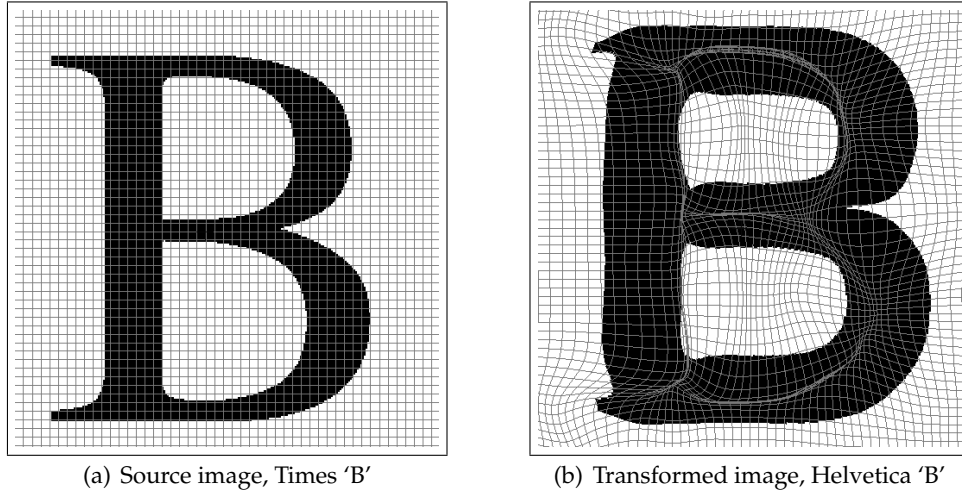 B B
(a) Source image, Times ‘B’
(b) Transformed image, Helvetica ‘B’